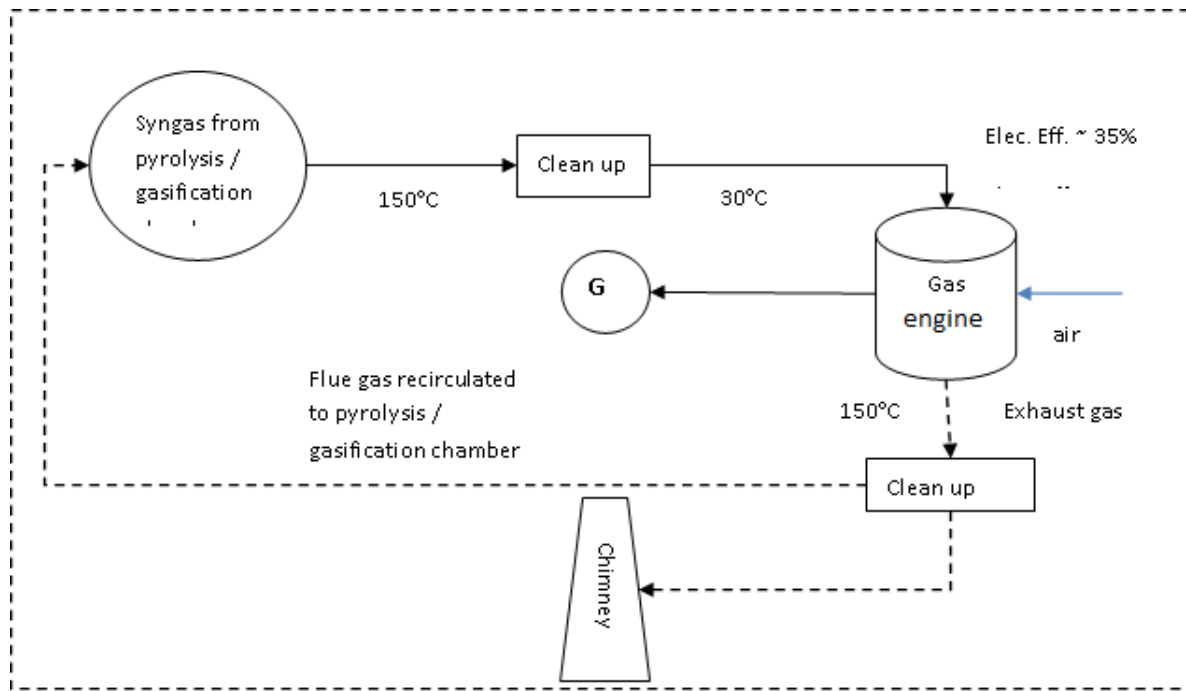 Syngas from
pyrolysis /
gasification
150°C
Clean up
30°C
Elec. Eff. ~ 35%
Gas
engine
air
G
Flue gas recirculated
to pyrolysis /
gasification chamber
150°C
Exhaust gas
Clean up
Chimney